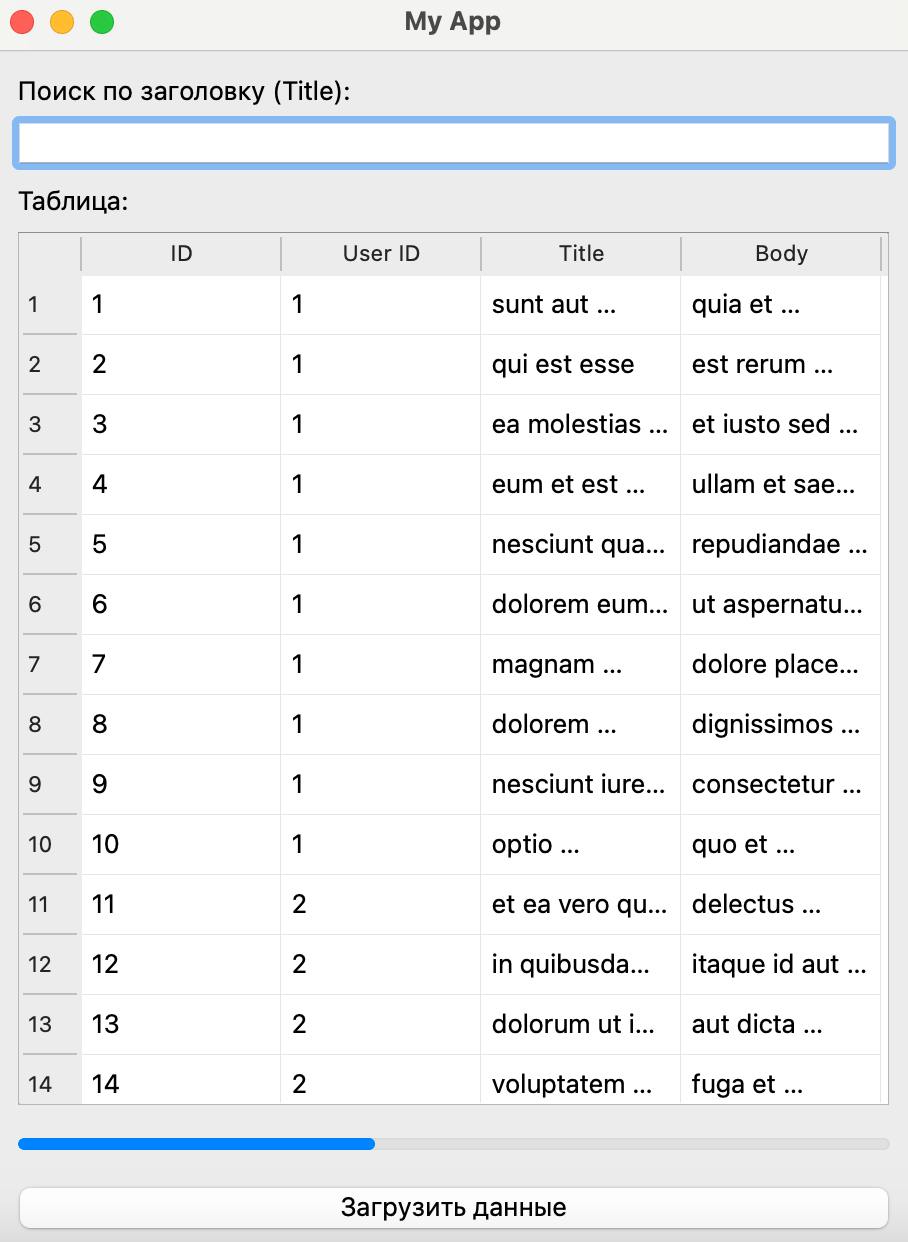 My App
Поиск по заголовку (Title):
Таблица:
ID User ID Title Body
1 1 1 sunt aut ... quia et ...
2 2 1 qui est esse est rerum ...
3 3 1 ea molestias ... et iusto sed ...
4 4 1 eum et est ... ullam et sae...
5 5 1 nesciunt qua... repudiandae ...
6 6 1 dolorem eum... ut aspernatu...
7 7 1 magnam ... dolore place...
8 8 1 dolorem ... dignissimos ...
9 9 1 nesciunt iure... consectetur ...
10 10 1 optio ... quo et ...
11 11 2 et ea vero qu... delectus ...
12 12 2 in quibusda... itaque id aut ...
13 13 2 dolorum ut i... aut dicta ...
14 14 2 voluptatem ... fuga et ...
Загрузить данные